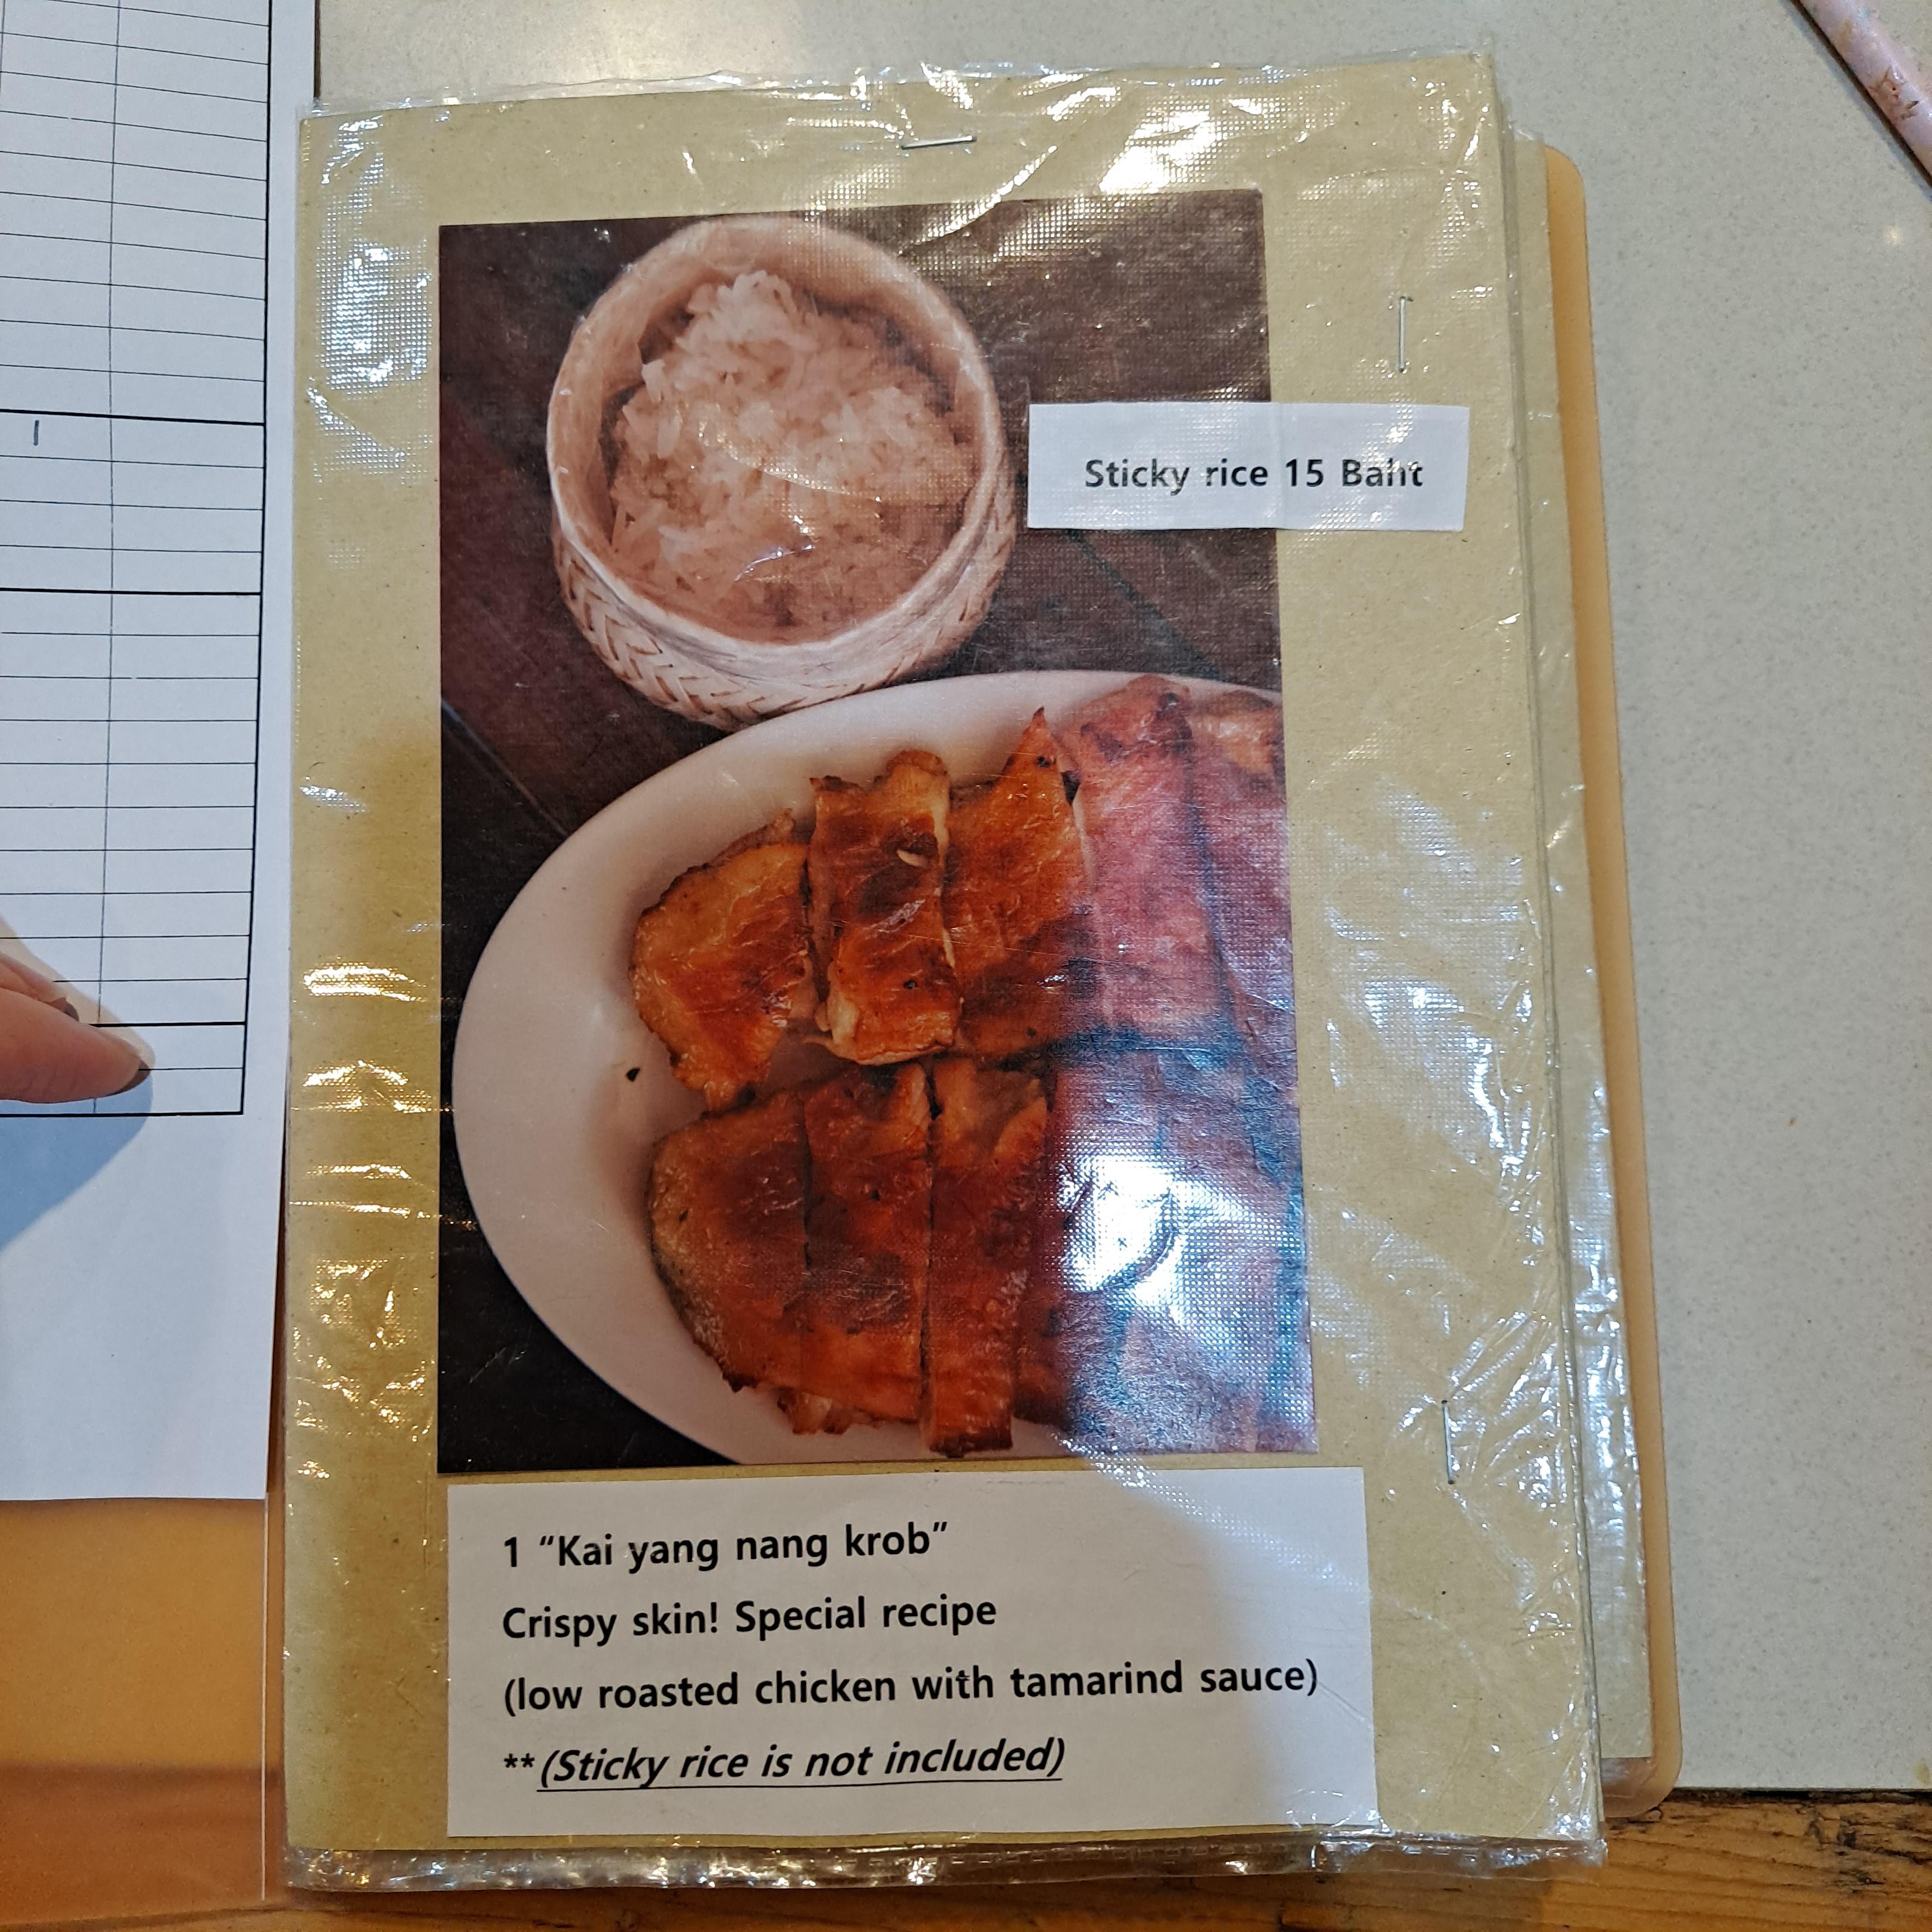 Sticky rice 15 Baht
1 “Kai yang nang krob”
Crispy skin! Special recipe
(low roasted chicken with tamarind sauce)
**(Sticky rice is not included)